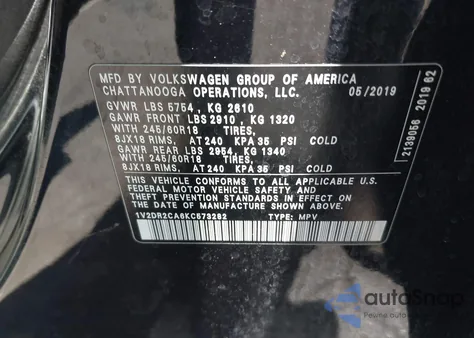 MFD BY VOLKSWAGEN GROUP OF AMERICA
CHATTANOOGA OPERATIONS, LLC. 05/2019
GVWR LBS 5754 , KG 2610
GAWR FRONT LBS 2910 , KG 1320
WITH 245/60R18 TIRES,
8JX18 RIMS, AT 240 KPA 35 PSI COLD
GAWR REAR LBS 2954, KG 1340
WITH 245/60R18 TIRES,
8JX18 RIMS, AT 240 KPA 35 PSI COLD
THIS VEHICLE CONFORMS TO ALL APPLICABLE U.S.
FEDERAL MOTOR VEHICLE SAFETY AND
THEFT PREVENTION STANDARDS IN EFFECT ON THE
DATE OF MANUFACTURE SHOWN ABOVE
1V2DR2CA6KC573282 TYPE: MPV
2139056 2019 62
autoSnap